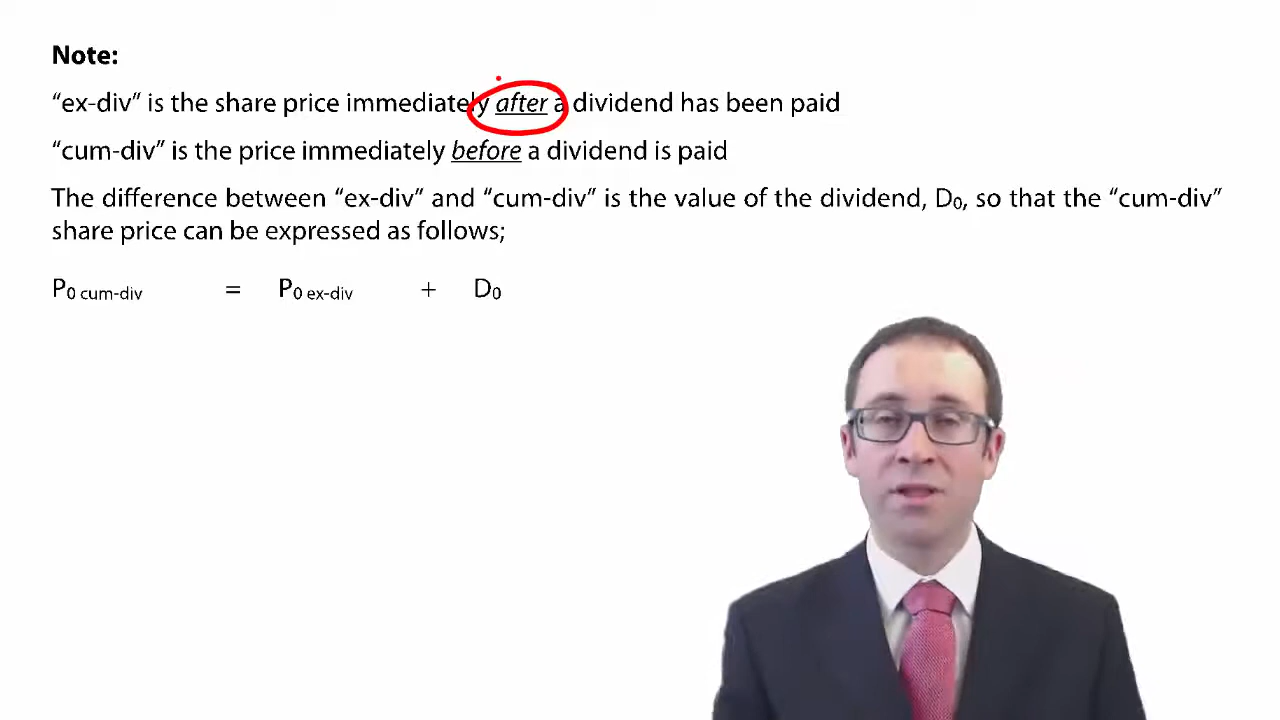 Note:
“ex-div” is the share price immediately after a dividend has been paid
“cum-div” is the price immediately before a dividend is paid
The difference between “ex-div” and “cum-div” is the value of the dividend, D₀, so that the “cum-div”
share price can be expressed as follows;
P₀ cum-div = P₀ ex-div + D₀